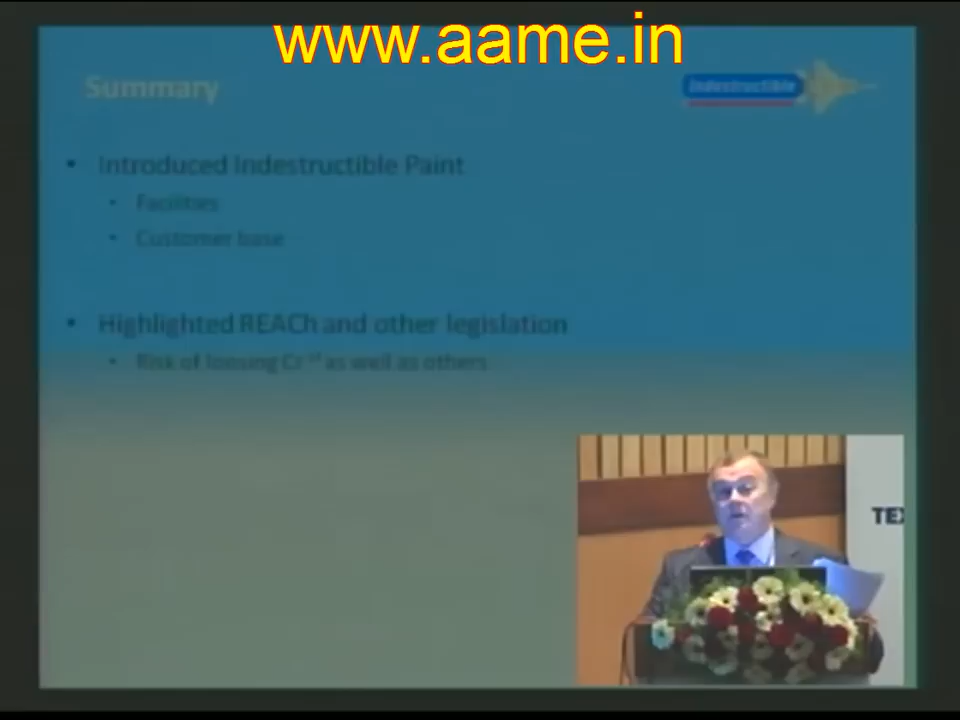 www.aame.in
Summary
Indestructible
• Introduced Indestructible Paint
• Facilities
• Customer base
• Highlighted REACh and other legislation
• Risk of loosing Cr⁺⁶ as well as others
TEX